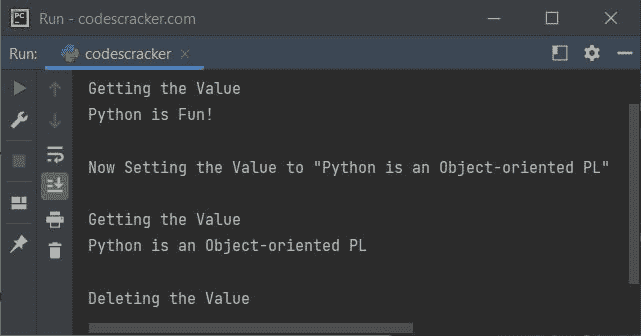 PC Run - codescracker.com
Run: codescracker
Getting the Value
Python is Fun!
Now Setting the Value to "Python is an Object-oriented PL"
Getting the Value
Python is an Object-oriented PL
Deleting the Value